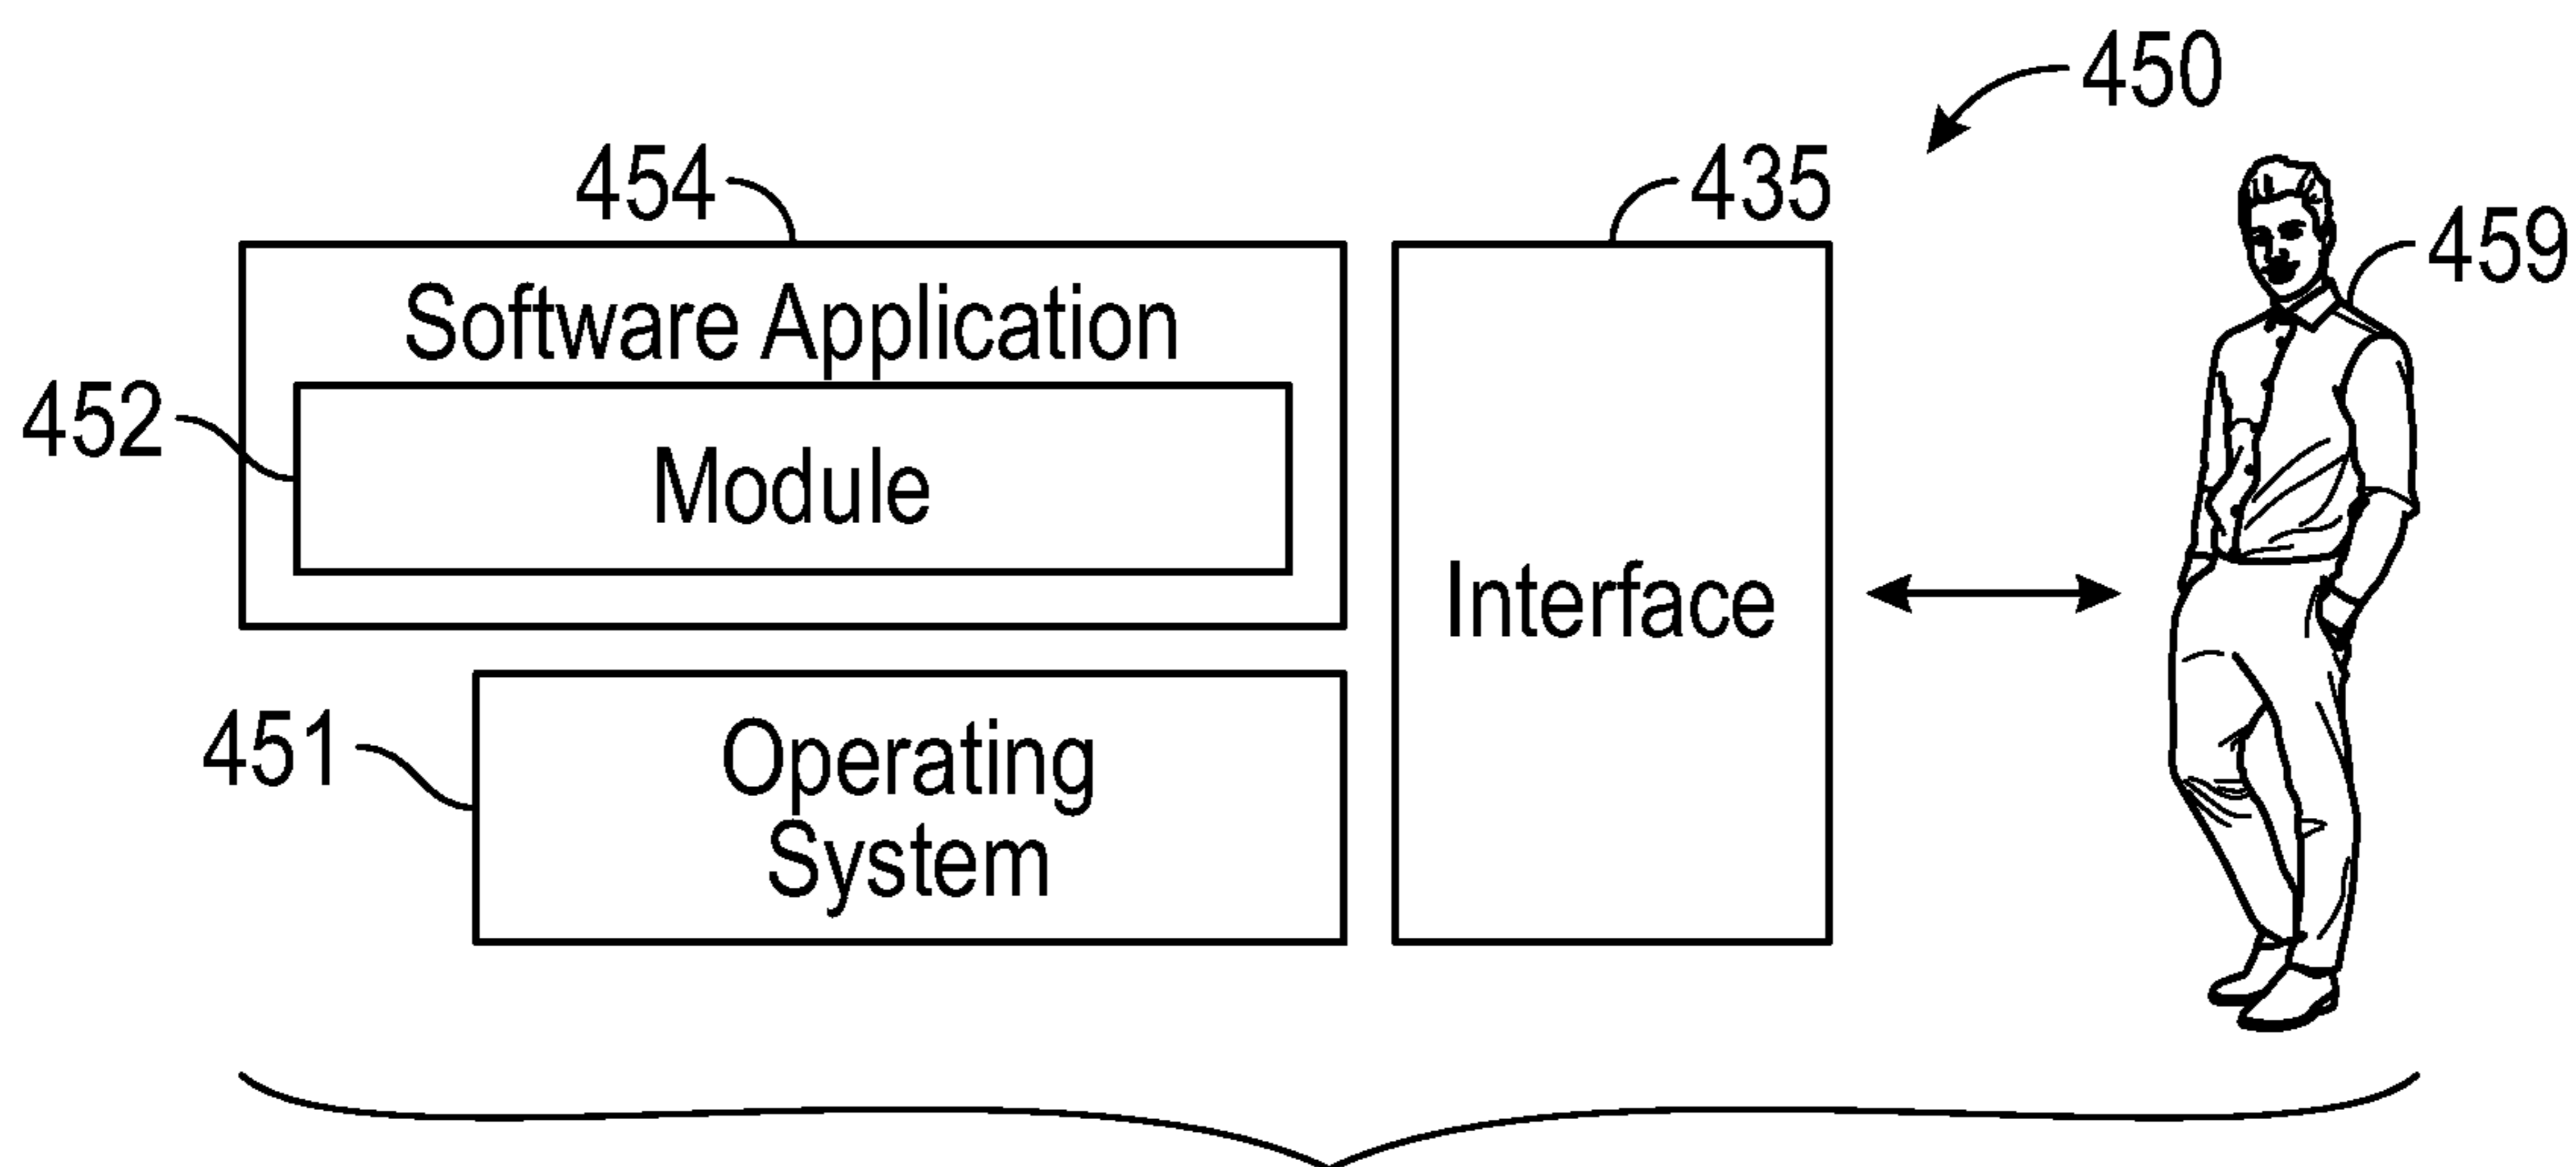 450
454
435
459
Software Application
452
Module
Interface
451
Operating
System